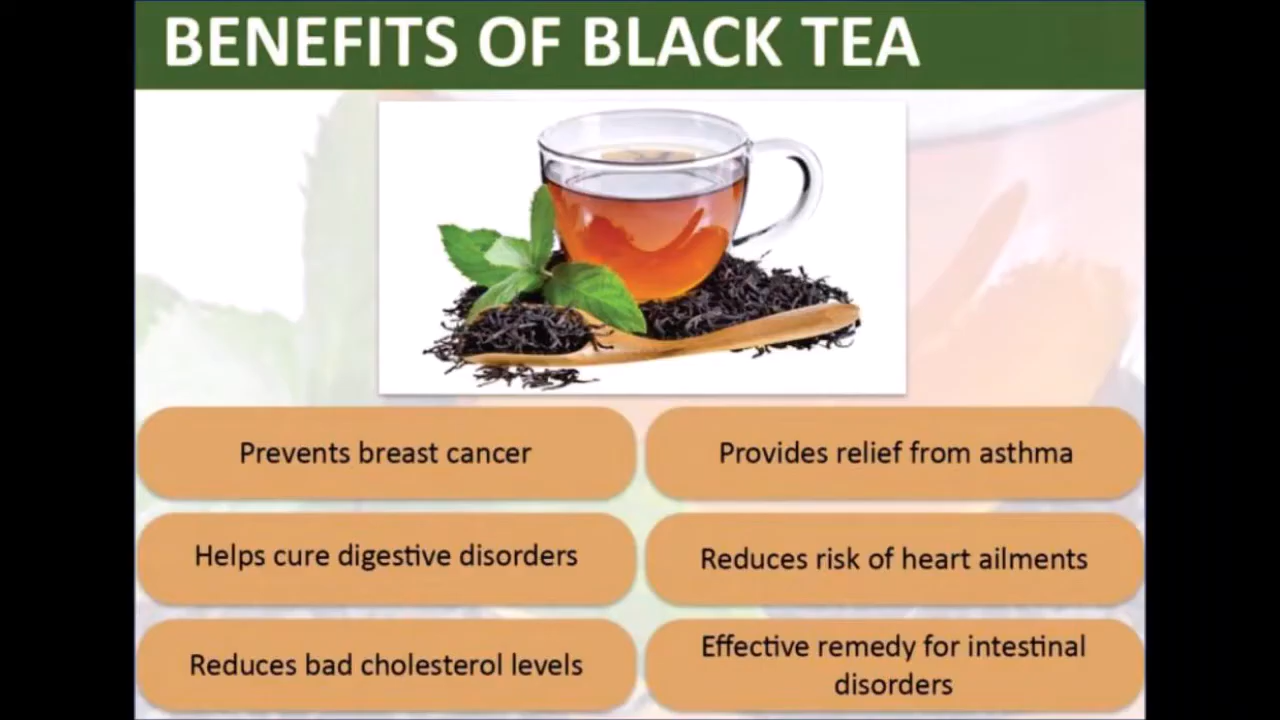 BENEFITS OF BLACK TEA
Prevents breast cancer
Provides relief from asthma
Helps cure digestive disorders
Reduces risk of heart ailments
Reduces bad cholesterol levels
Effective remedy for intestinal
disorders